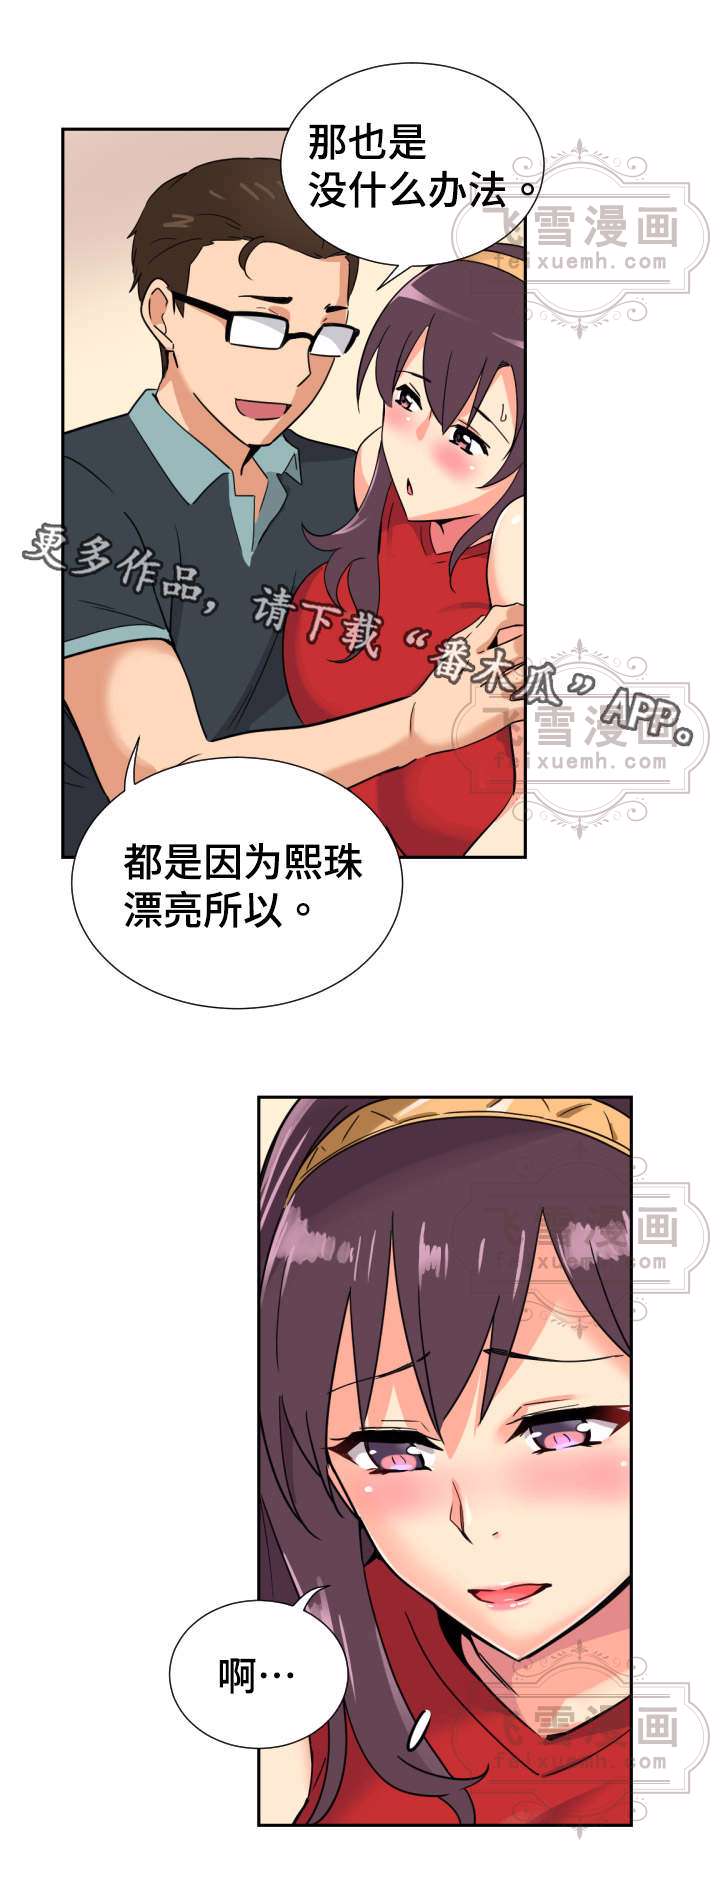 那也是
没什么办法。
飞雪漫画
feixuemh.com
更多作品，请下载“番木瓜”APP。
飞雪漫画
feixuemh.com
都是因为熙珠
漂亮所以。
飞雪漫画
feixuemh.com
啊…
飞雪漫画
feixuemh.com